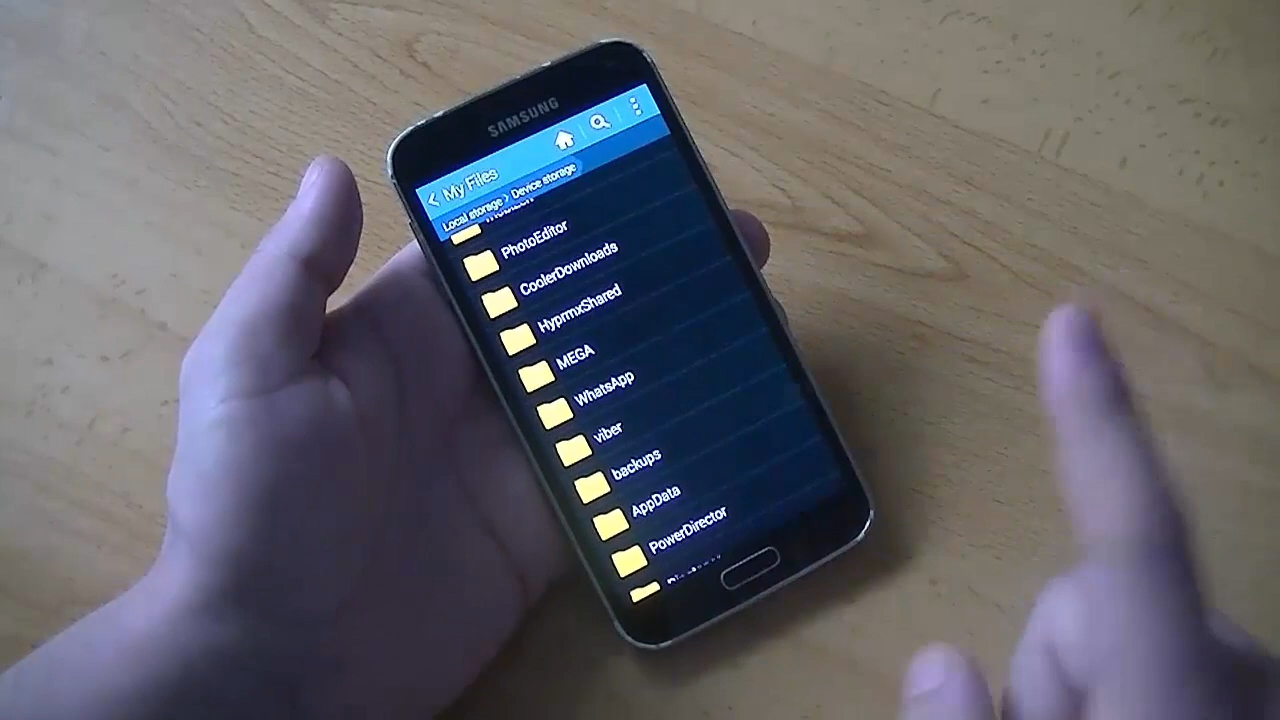 SAMSUNG
My Files
Local storage > Device storage
PhotoEditor
CoolerDownloads
HyprmxShared
MEGA
WhatsApp
viber
backups
AppData
PowerDirector